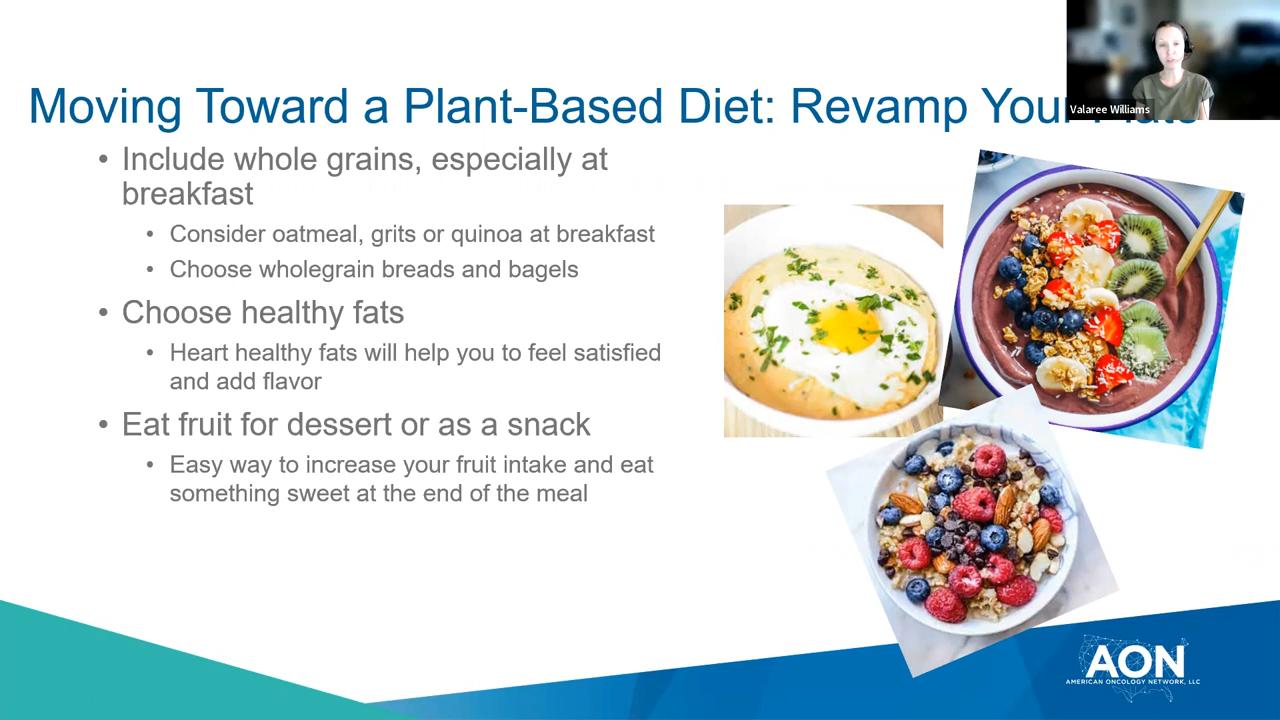 Moving Toward a Plant-Based Diet: Revamp Your
Valaree Williams
• Include whole grains, especially at
breakfast
• Consider oatmeal, grits or quinoa at breakfast
• Choose wholegrain breads and bagels
• Choose healthy fats
• Heart healthy fats will help you to feel satisfied
and add flavor
• Eat fruit for dessert or as a snack
• Easy way to increase your fruit intake and eat
something sweet at the end of the meal
AON
AMERICAN ONCOLOGY NETWORK, LLC